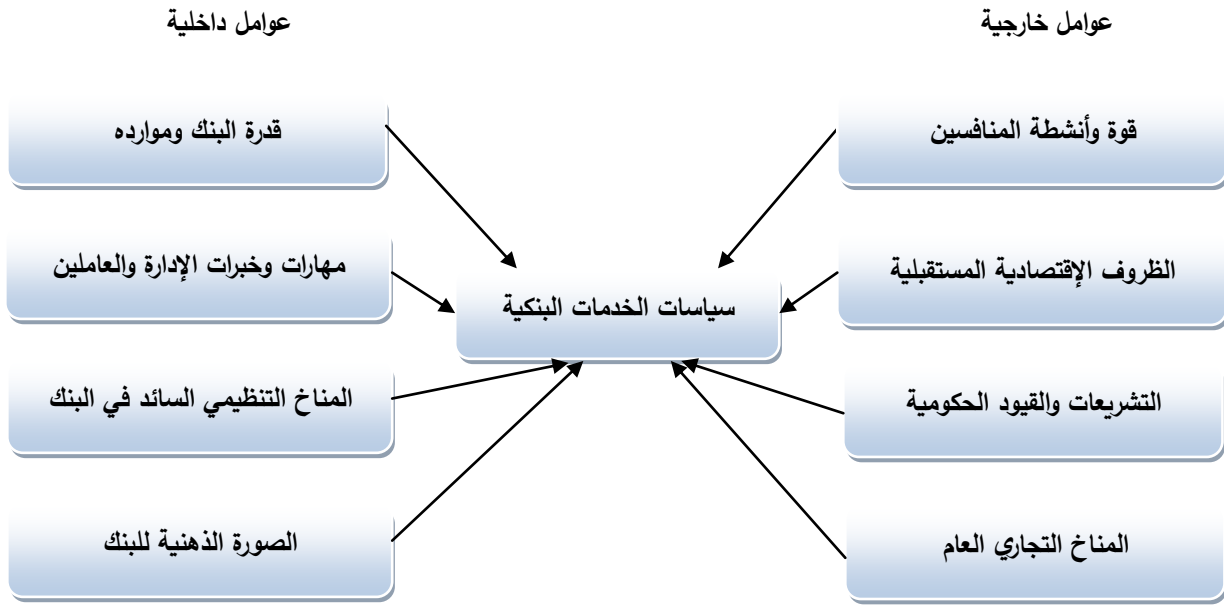 عوامل خارجية
عوامل داخلية
قوة وأنشطة المنافسين
قدرة البنك وموارده
الظروف الإقتصادية المستقبلية
مهارات وخبرات الإدارة والعاملين
سياسات الخدمات البنكية
التشريعات والقيود الحكومية
المناخ التنظيمي السائد في البنك
المناخ التجاري العام
الصورة الذهنية للبنك